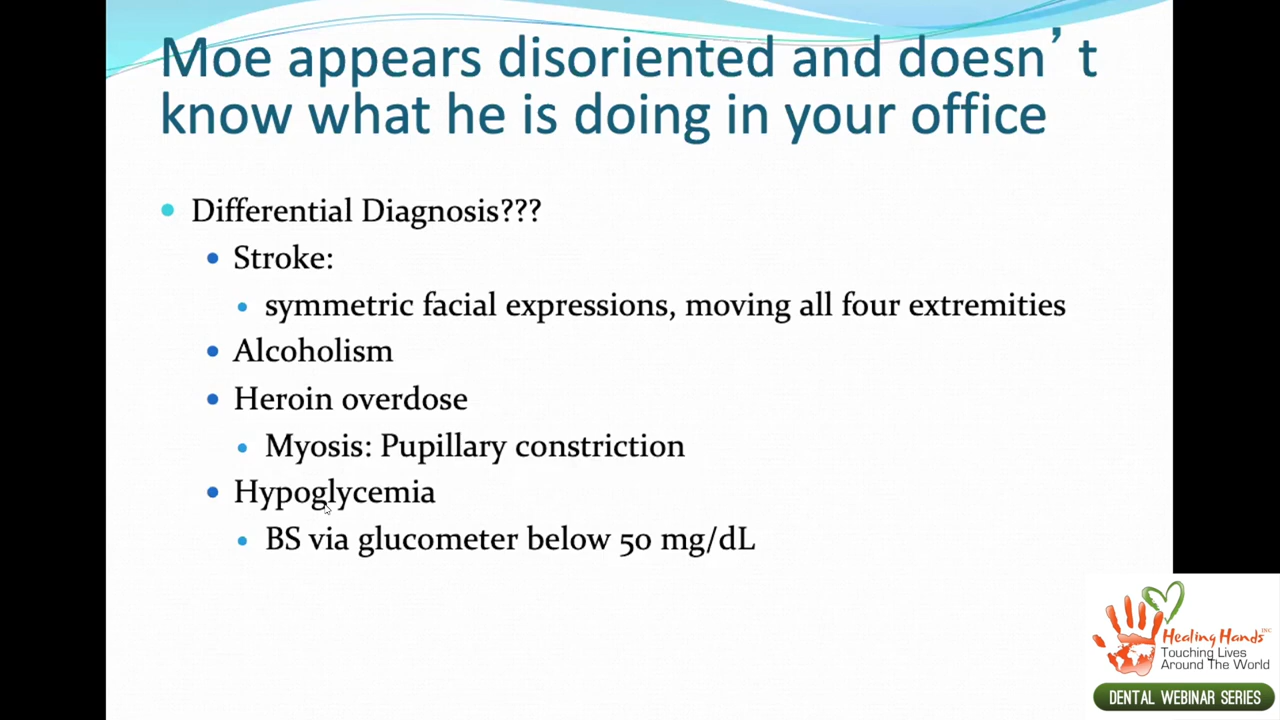 Moe appears disoriented and doesn’t
know what he is doing in your office
Differential Diagnosis???
Stroke:
symmetric facial expressions, moving all four extremities
Alcoholism
Heroin overdose
Myosis: Pupillary constriction
Hypoglycemia
BS via glucometer below 50 mg/dL
Healing Hands INC
Touching Lives
Around The World
DENTAL WEBINAR SERIES